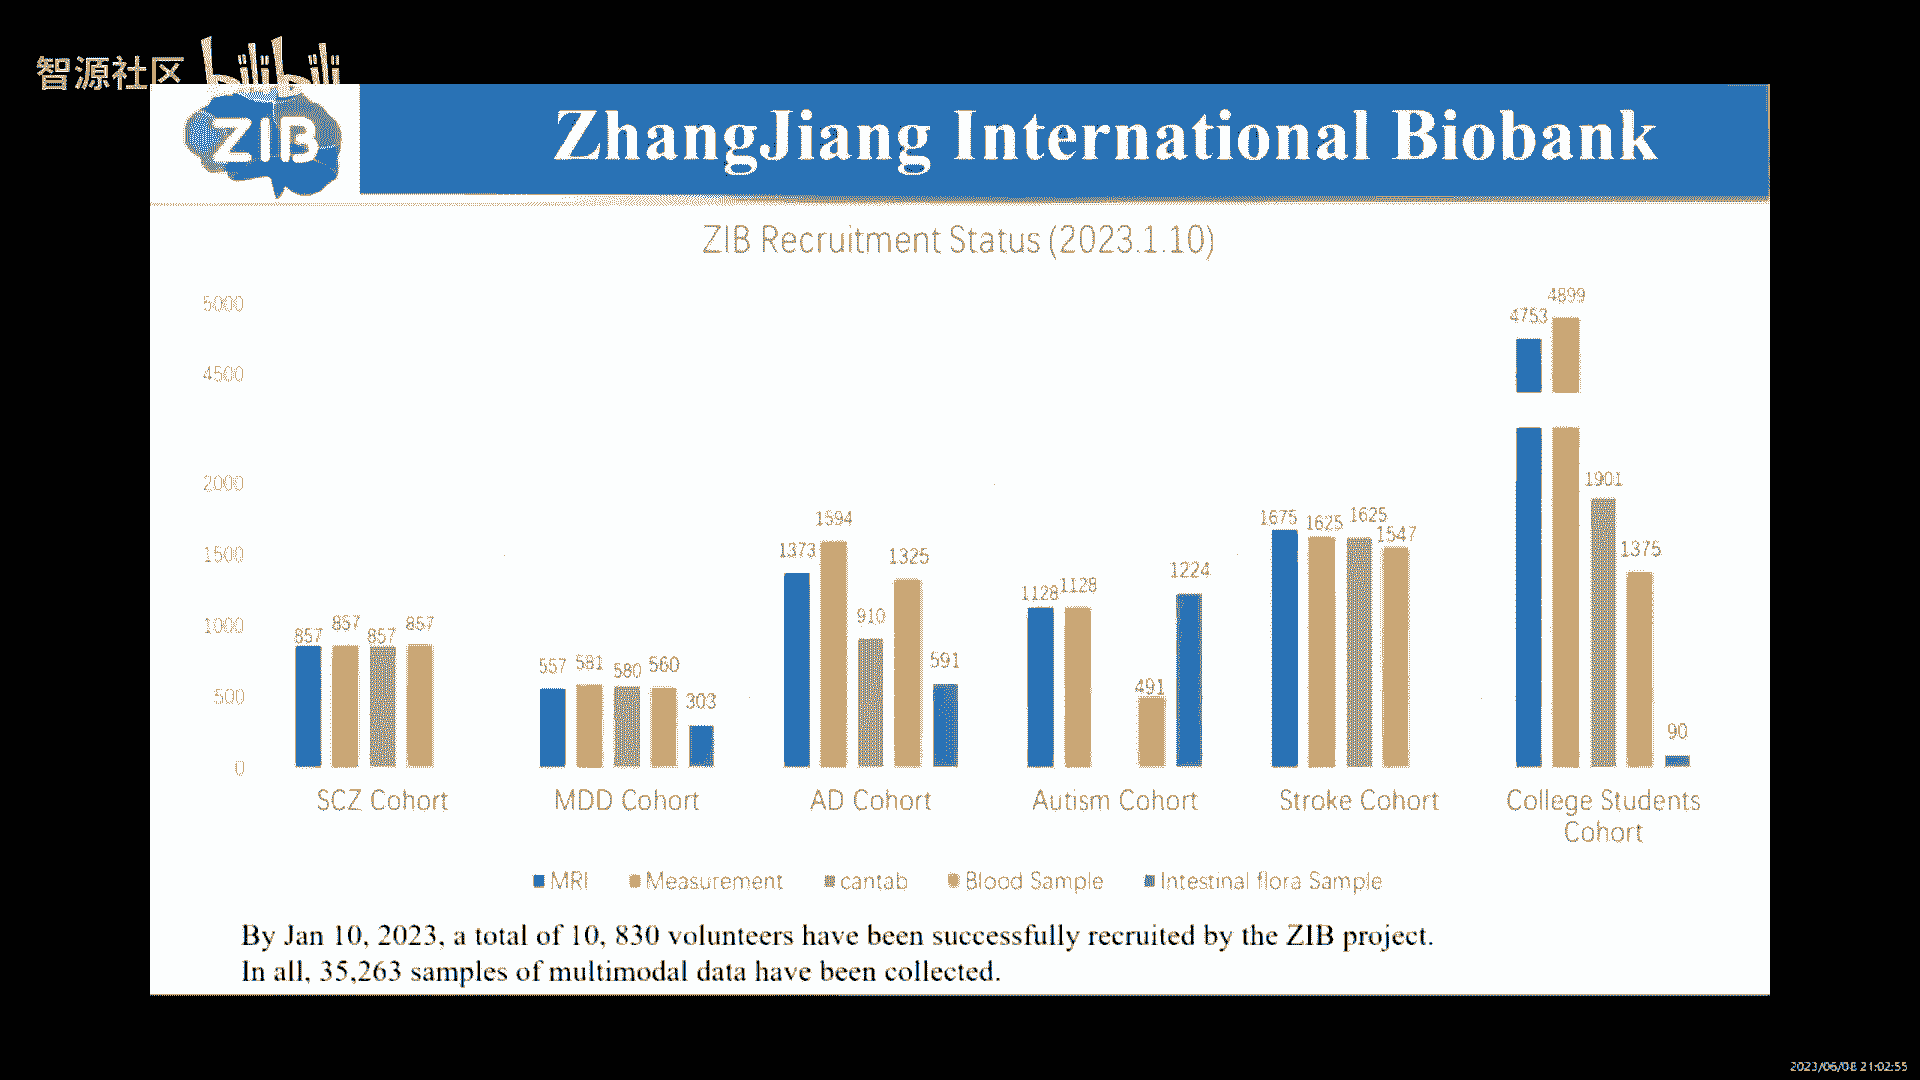 智源社区 bilibili
ZIB
ZhangJiang International Biobank
ZIB Recruitment Status (2023.1.10)
5000
4500
2000
1500
1000
500
0
857 857 857 857
557 581 580 560 303
1373 1594 910 1325 591
1128 1128 491 1224
1675 1625 1625 1547
4753 4899 1901 1375 90
SCZ Cohort
MDD Cohort
AD Cohort
Autism Cohort
Stroke Cohort
College Students
Cohort
MRI Measurement cantab Blood Sample Intestinal flora Sample
By Jan 10, 2023, a total of 10, 830 volunteers have been successfully recruited by the ZIB project.
In all, 35,263 samples of multimodal data have been collected.
2023/06/08 21:02:55